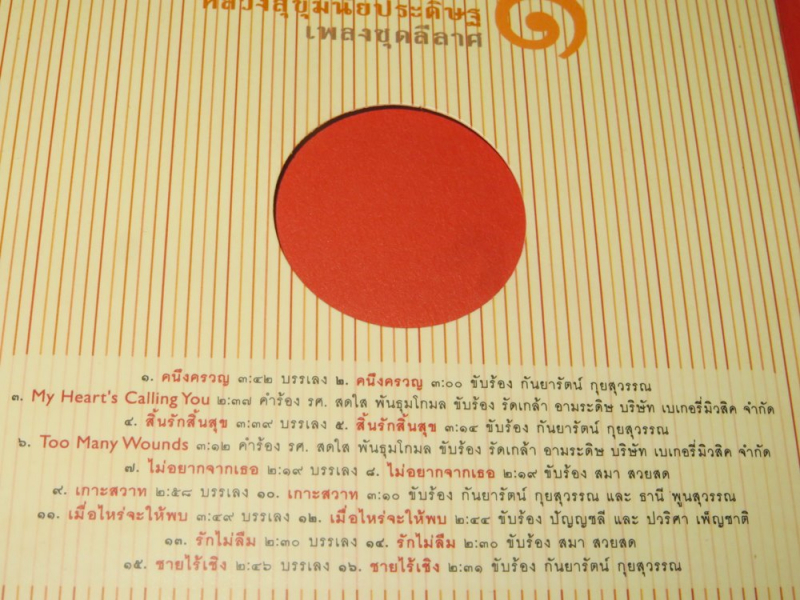 หลวงสุขุมนัยประดิษฐ ๑
เพลงชุดลีลาศ
๑. คนึงครวญ ๓:๔๒ บรรเลง ๒. คนึงครวญ ๓:๐๐ ขับร้อง กันยารัตน์ กุยสุวรรณ
๓. My Heart's Calling You ๒:๓๗ คำร้อง รศ. สดใส พันธุมโกมล ขับร้อง รัดเกล้า อามระดิษ บริษัท เบเกอรี่มิวสิค จำกัด
๔. สิ้นรักสิ้นสุข ๓:๓๙ บรรเลง ๕. สิ้นรักสิ้นสุข ๓:๑๔ ขับร้อง กันยารัตน์ กุยสุวรรณ
๖. Too Many Wounds ๓:๑๒ คำร้อง รศ. สดใส พันธุมโกมล ขับร้อง รัดเกล้า อามระดิษ บริษัท เบเกอรี่มิวสิค จำกัด
๗. ไม่อยากจากเธอ ๒:๑๙ บรรเลง ๘. ไม่อยากจากเธอ ๒:๑๙ ขับร้อง สมา สวยสด
๙. เกาะสวาท ๒:๕๘ บรรเลง ๑๐. เกาะสวาท ๓:๑๐ ขับร้อง กันยารัตน์ กุยสุวรรณ และ ธานี พูนสุวรรณ
๑๑. เมื่อไหร่จะให้พบ ๓:๔๙ บรรเลง ๑๒. เมื่อไหร่จะให้พบ ๒:๔๔ ขับร้อง ปัญญชลี และ ปวริศา เพ็ญชาติ
๑๓. รักไม่ลืม ๒:๓๐ บรรเลง ๑๔. รักไม่ลืม ๒:๓๐ ขับร้อง สมา สวยสด
๑๕. ชายไร้เชิง ๒:๔๖ บรรเลง ๑๖. ชายไร้เชิง ๒:๓๑ ขับร้อง กันยารัตน์ กุยสุวรรณ